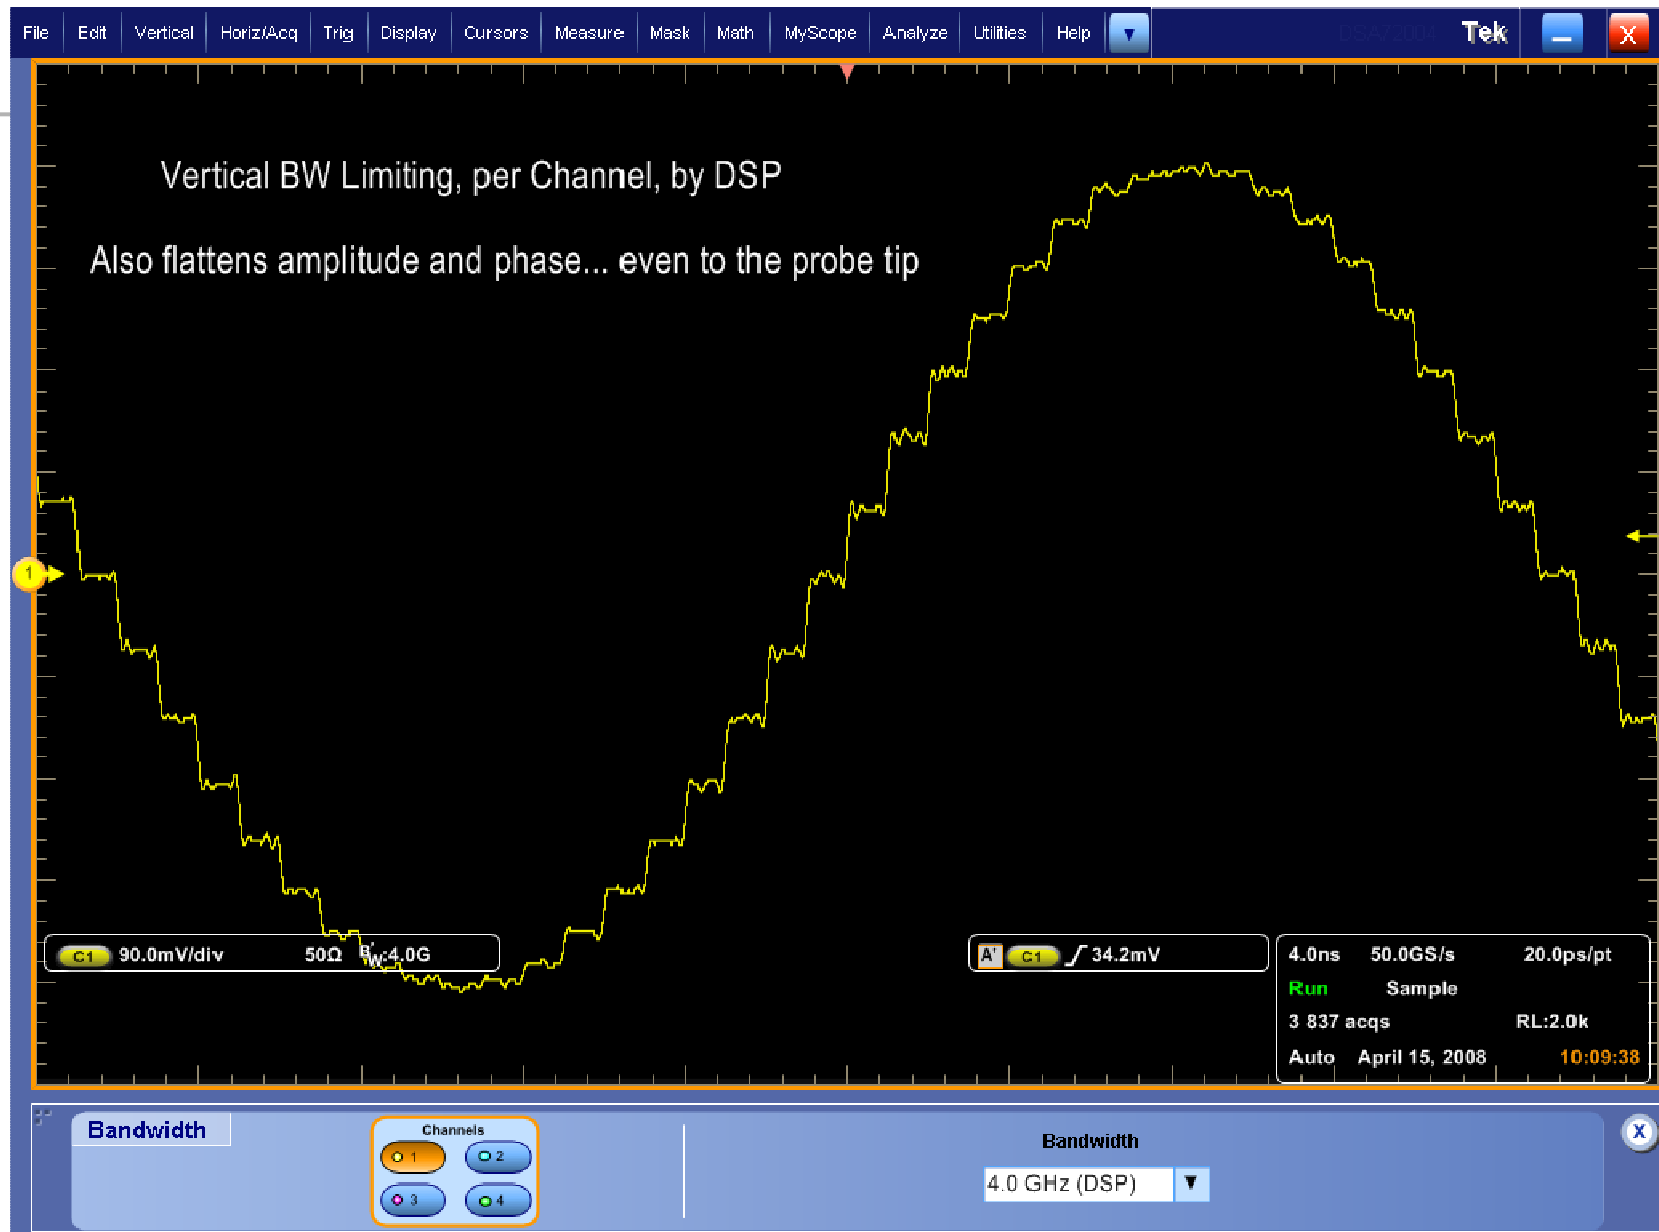 File Edit Vertical Horiz/Acq Trig Display Cursors Measure Mask Math MyScope Analyze Utilities Help Tek X
Vertical BW Limiting, per Channel, by DSP
Also flattens amplitude and phase... even to the probe tip
1
C1 90.0mV/div 50Ω BW:4.0G
A' C1 34.2mV
4.0ns 50.0GS/s 20.0ps/pt
Run Sample
3 837 acqs RL:2.0k
Auto April 15, 2008 10:09:38
Bandwidth
Channels
1 2
3 4
Bandwidth
4.0 GHz (DSP)
X